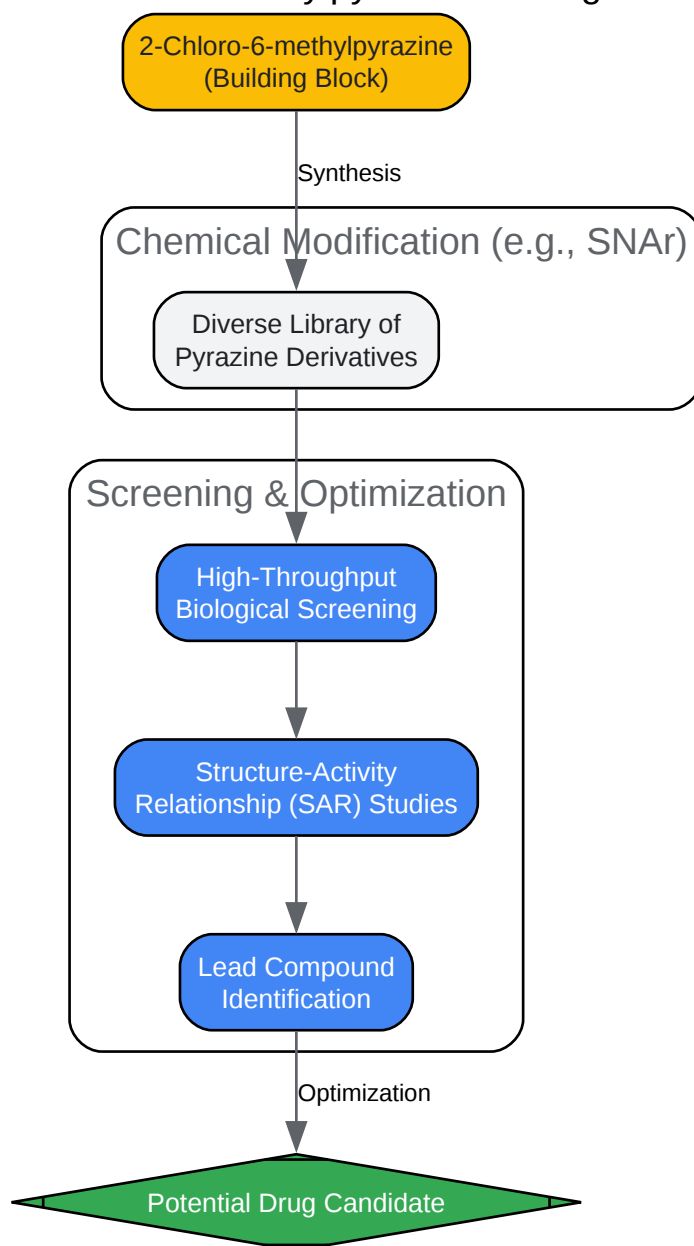 2-Chloro-6-methylpyrazine
(Building Block)
Synthesis
Chemical Modification (e.g., SNAr)
Diverse Library of
Pyrazine Derivatives
Screening & Optimization
High-Throughput
Biological Screening
Structure-Activity
Relationship (SAR) Studies
Lead Compound
Identification
Optimization
Potential Drug Candidate